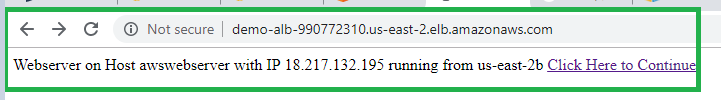 Not secure | demo-alb-990772310.us-east-2.elb.amazonaws.com
Webserver on Host awswebserver with IP 18.217.132.195 running from us-east-2b Click Here to Continue